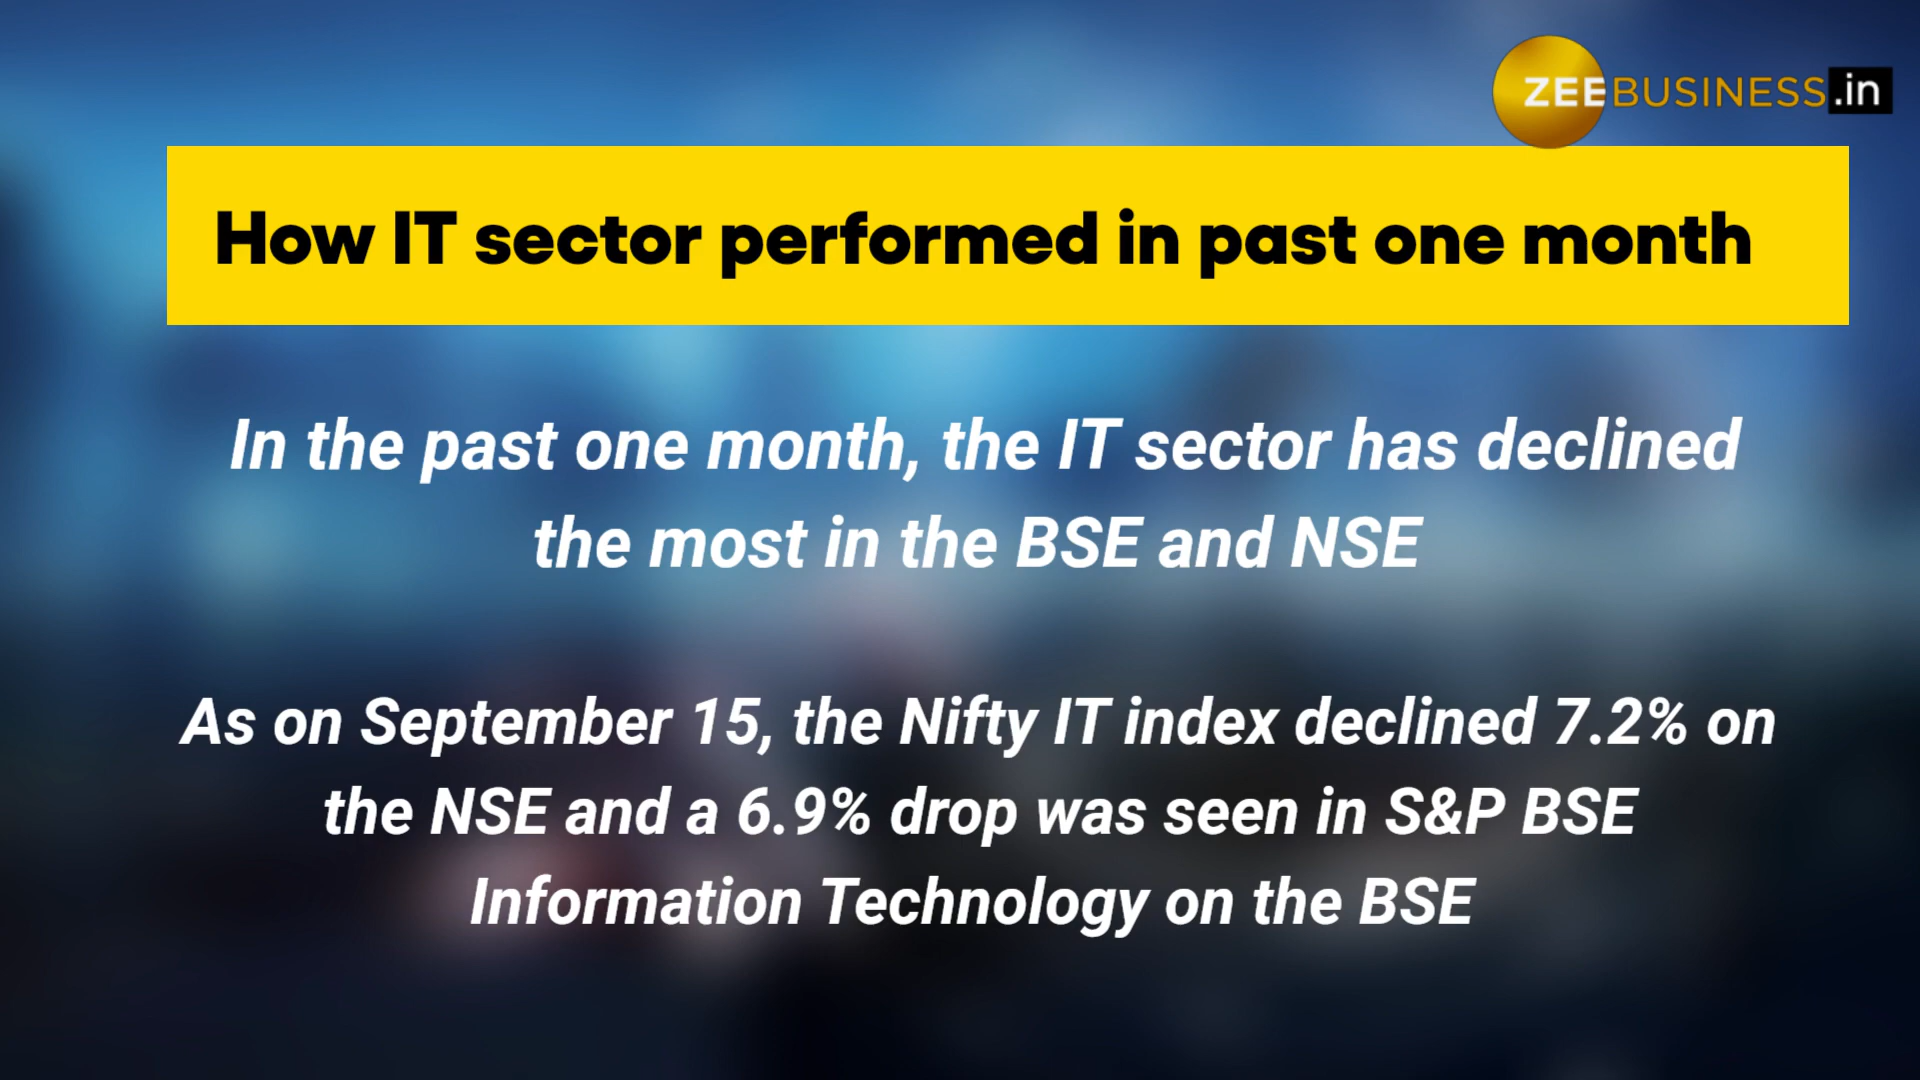 ZEEBUSINESS.in
How IT sector performed in past one month
In the past one month, the IT sector has declined
the most in the BSE and NSE
As on September 15, the Nifty IT index declined 7.2% on
the NSE and a 6.9% drop was seen in S&P BSE
Information Technology on the BSE